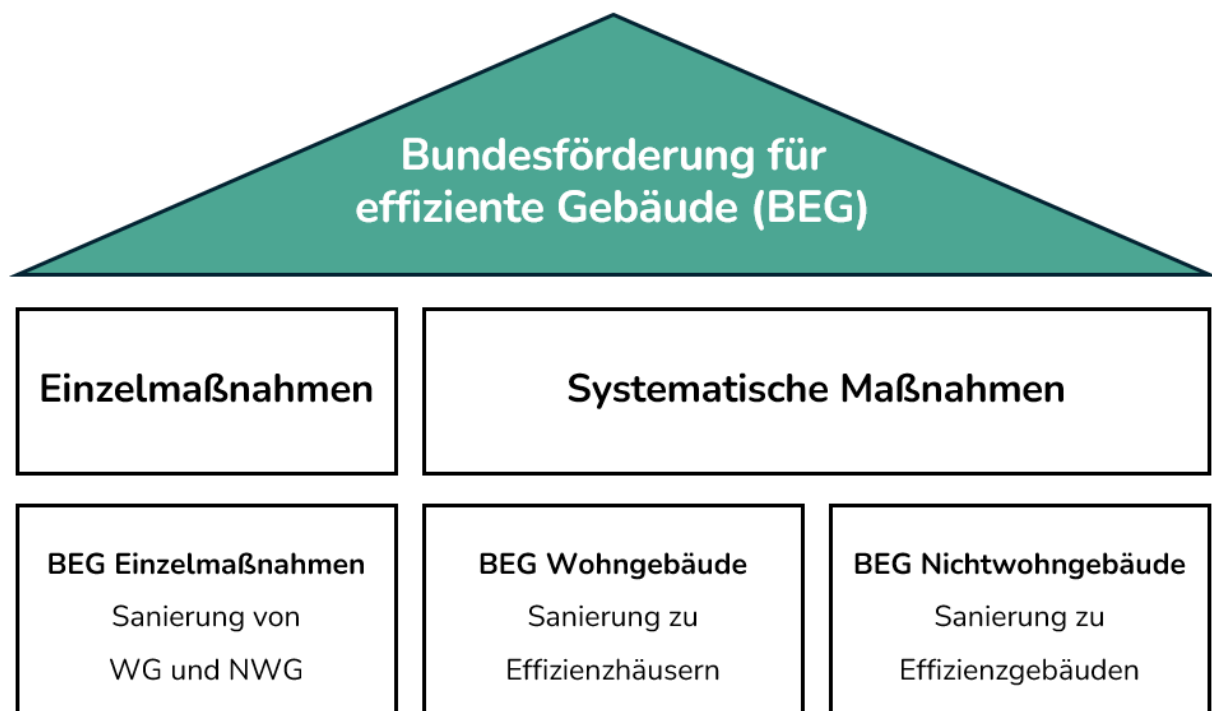 Bundesförderung für
effiziente Gebäude (BEG)
Einzelmaßnahmen
Systematische Maßnahmen
BEG Einzelmaßnahmen
Sanierung von
WG und NWG
BEG Wohngebäude
Sanierung zu
Effizienzhäusern
BEG Nichtwohngebäude
Sanierung zu
Effizienzgebäuden